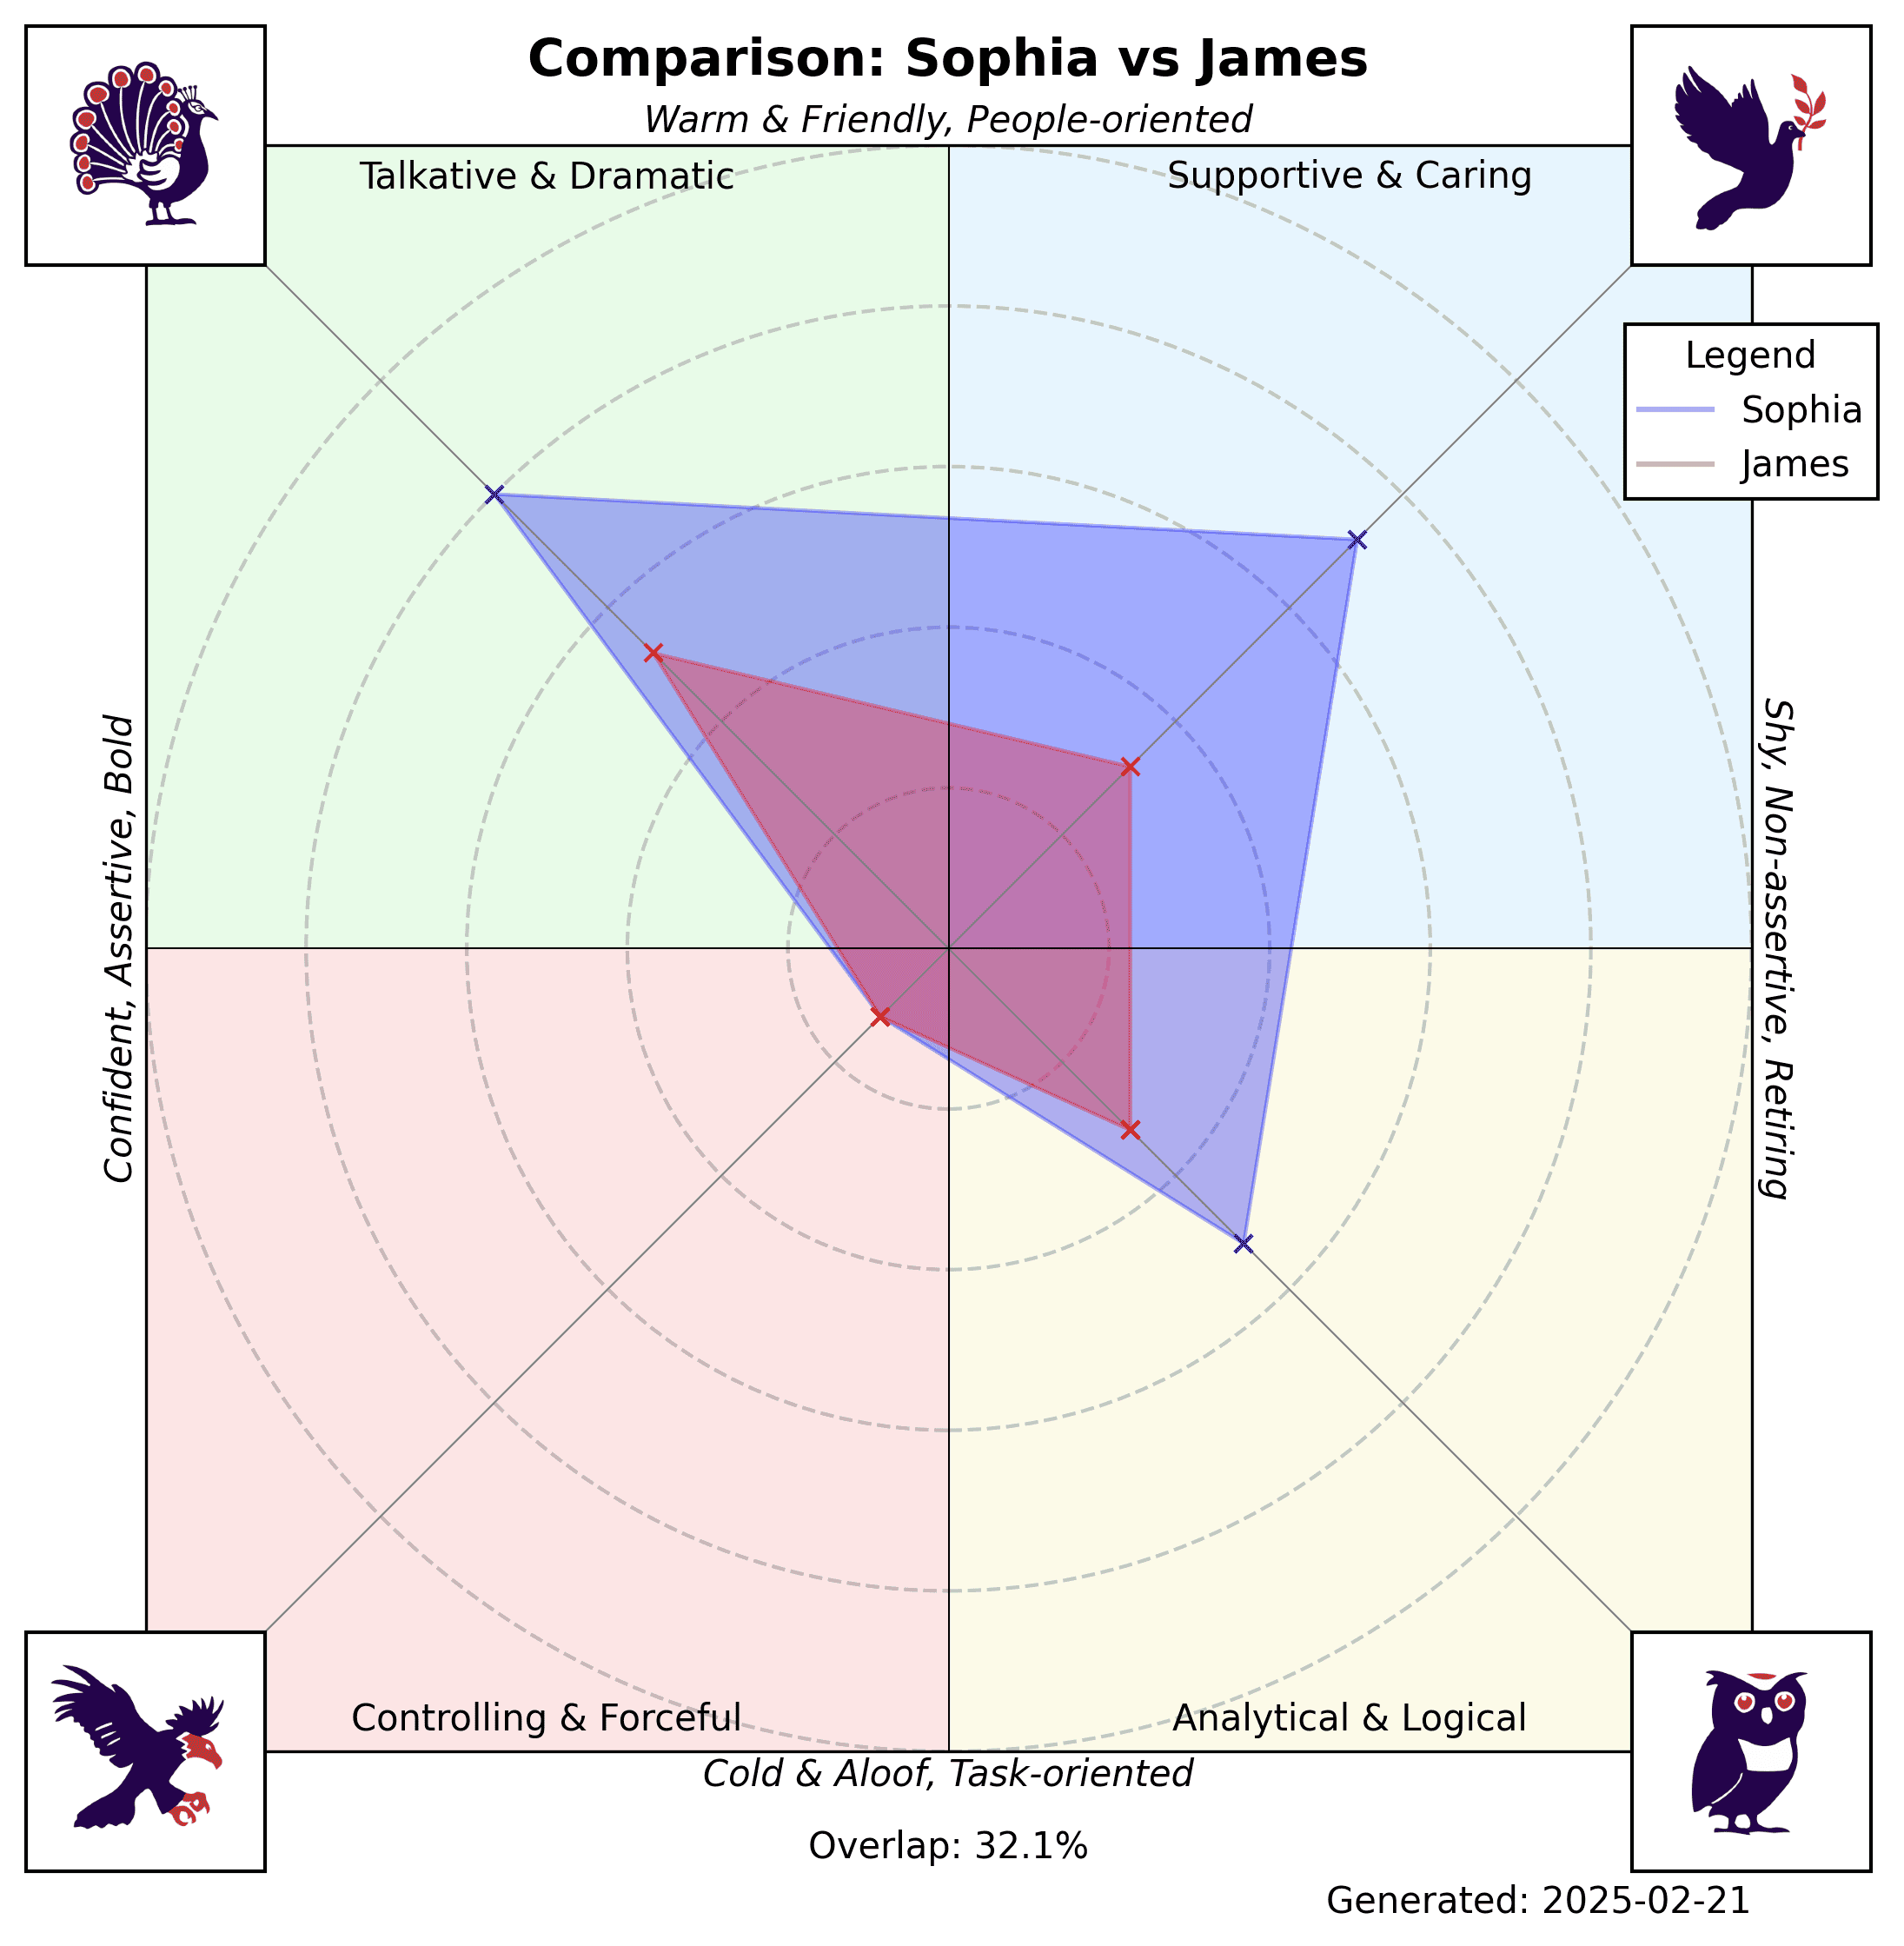 Comparison: Sophia vs James
Warm & Friendly, People-oriented
Talkative & Dramatic
Supportive & Caring
Legend
Sophia
James
Confident, Assertive, Bold
Shy, Non-assertive, Retiring
Controlling & Forceful
Analytical & Logical
Cold & Aloof, Task-oriented
Overlap: 32.1%
Generated: 2025-02-21